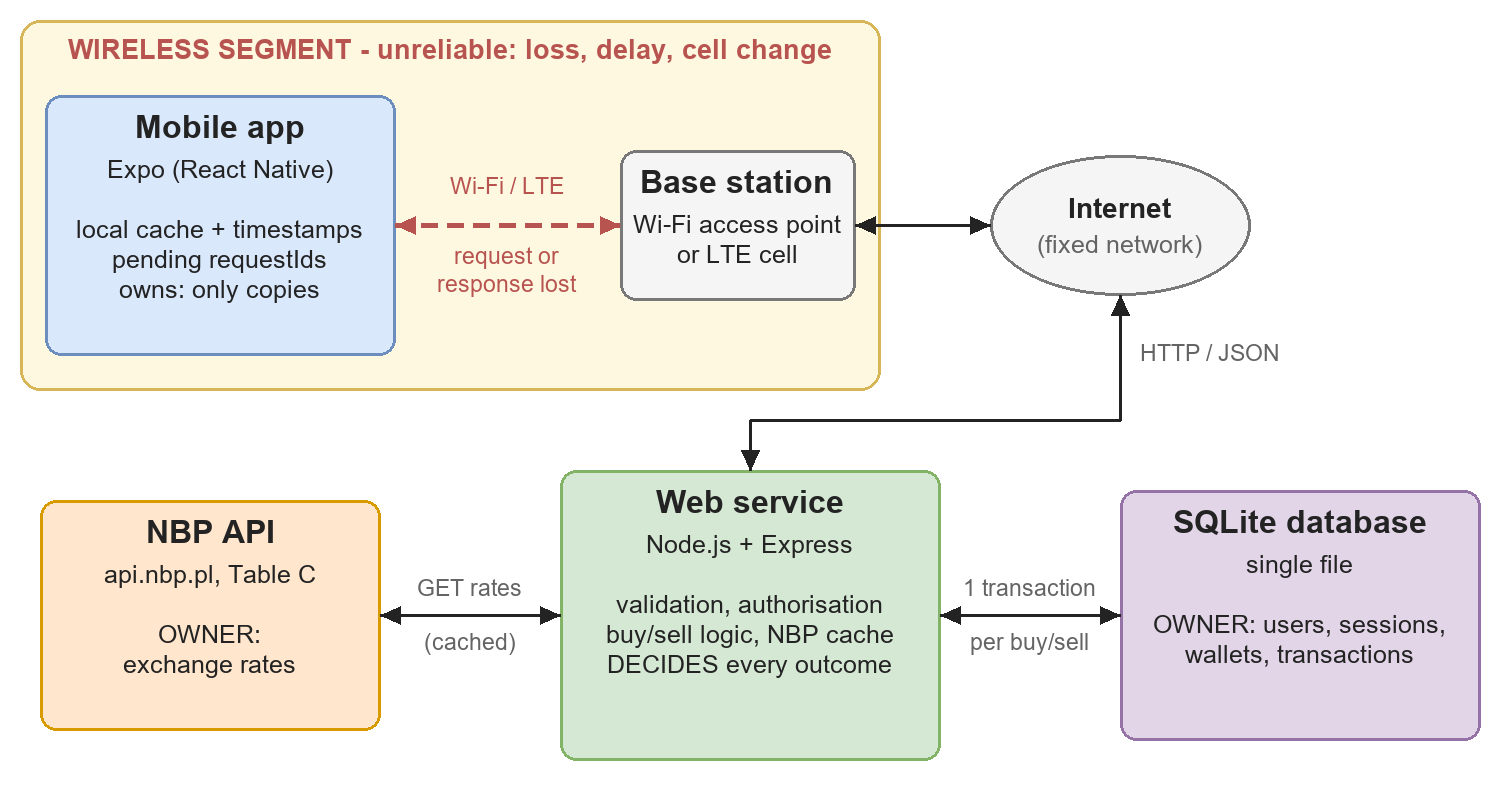 WIRELESS SEGMENT - unreliable: loss, delay, cell change
Mobile app
Expo (React Native)
local cache + timestamps
pending requestIds
owns: only copies
Wi-Fi / LTE
request or
response lost
Base station
Wi-Fi access point
or LTE cell
Internet
(fixed network)
HTTP / JSON
NBP API
api.nbp.pl, Table C
OWNER:
exchange rates
GET rates
(cached)
Web service
Node.js + Express
validation, authorisation
buy/sell logic, NBP cache
DECIDES every outcome
1 transaction
per buy/sell
SQLite database
single file
OWNER: users, sessions,
wallets, transactions